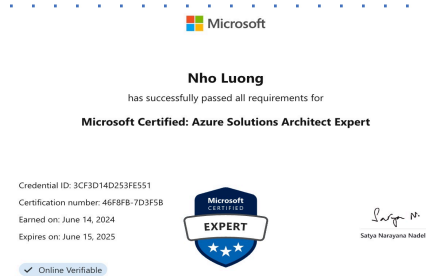 Microsoft
Nho Luong
has successfully passed all requirements for
Microsoft Certified: Azure Solutions Architect Expert
Credential ID: 3CF3D14D253FE551
Certification number: 46F8FB-7D3F5B
Earned on: June 14, 2024
Expires on: June 15, 2025
Online Verifiable
Microsoft
CERTIFIED
EXPERT
Satya N.
Satya Narayana Nadel